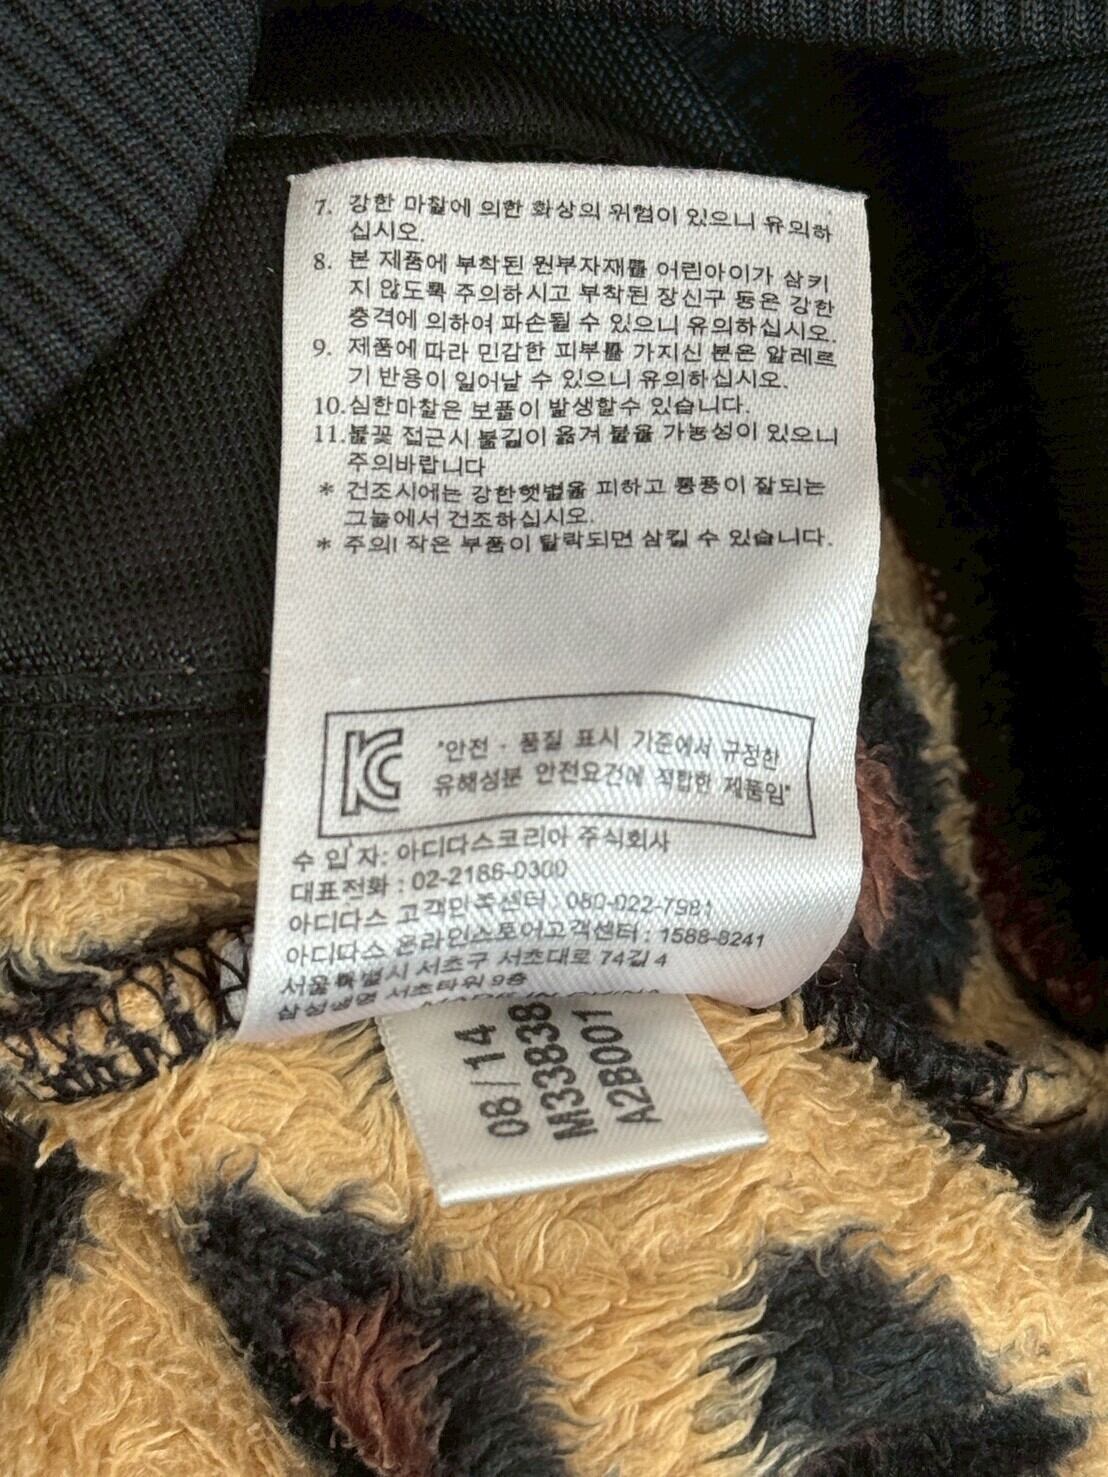 7. 강한 마찰에 의한 화상의 위험이 있으니 유의하
십시오.
8. 본 제품에 부착된 원부자재를 어린아이가 삼키
지 않도록 주의하시고 부착된 장신구 등은 강한
충격에 의하여 파손될 수 있으니 유의하십시오.
9. 제품에 따라 민감한 피부를 가지신 분은 알레르
기 반응이 일어날 수 있으니 유의하십시오.
10.심한마찰은 보풀이 발생할수 있습니다.
11.불꽃 접근시 불길이 옮겨 붙을 가능성이 있으니
주의바랍니다
* 건조시에는 강한햇볕을 피하고 통풍이 잘되는
그늘에서 건조하십시오.
* 주의! 작은 부품이 탈락되면 삼킬 수 있습니다.
KC
"안전 · 품질 표시 기준에서 규정한
유해성분 안전요건에 적합한 제품임"
수 입 자: 아디다스코리아 주식회사
대표전화 : 02-2186-0300
아디다스 고객만족센터 : 080-022-7981
아디다스 온라인스토어고객센터 : 1588-8241
서울특별시 서초구 서초대로 74길 4
삼성생명 서초타워 9층
MADE IN CHINA
08/14
M33838
A2B001